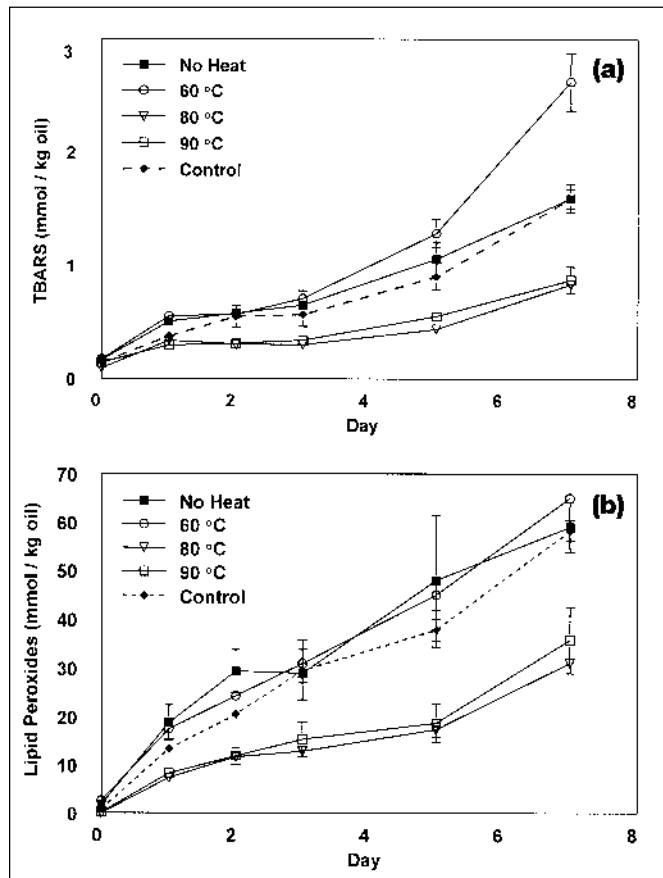 3
2
1
0
TBARS (mmol / kg oil)
No Heat
60 °C
80 °C
90 °C
Control
(a)
0 2 4 6 8
Day
70
60
50
40
30
20
10
0
Lipid Peroxides (mmol / kg oil)
No Heat
60 °C
80 °C
90 °C
Control
(b)
0 2 4 6 8
Day